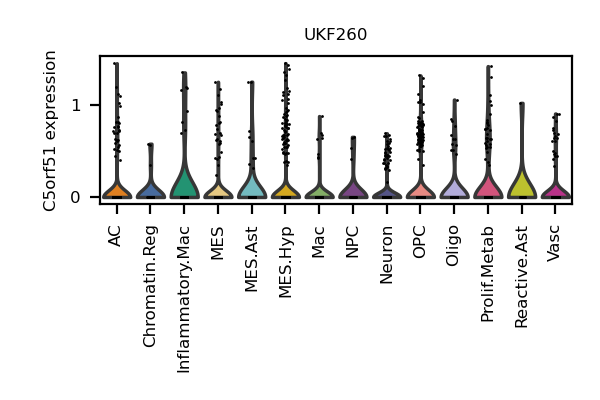 UKF260
C5orf51 expression
1
0
AC
Chromatin.Reg
Inflammatory.Mac
MES
MES.Ast
MES.Hyp
Mac
NPC
Neuron
OPC
Oligo
Prolif.Metab
Reactive.Ast
Vasc